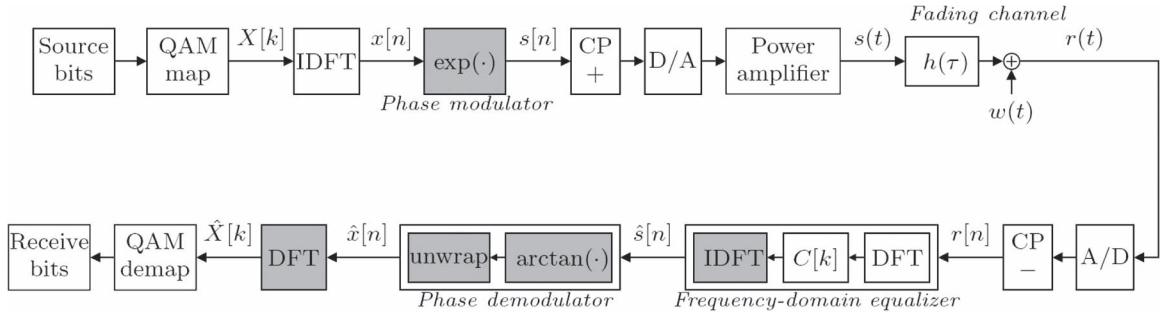 Fading channel
Source bits
QAM map
X[k]
IDFT
x[n]
exp(·)
s[n]
CP +
D/A
Power amplifier
s(t)
h(τ)
r(t)
Phase modulator
w(t)
Receive bits
QAM demap
X̂[k]
DFT
x̂[n]
unwrap
arctan(·)
ŝ[n]
IDFT
C[k]
DFT
r[n]
CP −
A/D
Phase demodulator
Frequency-domain equalizer